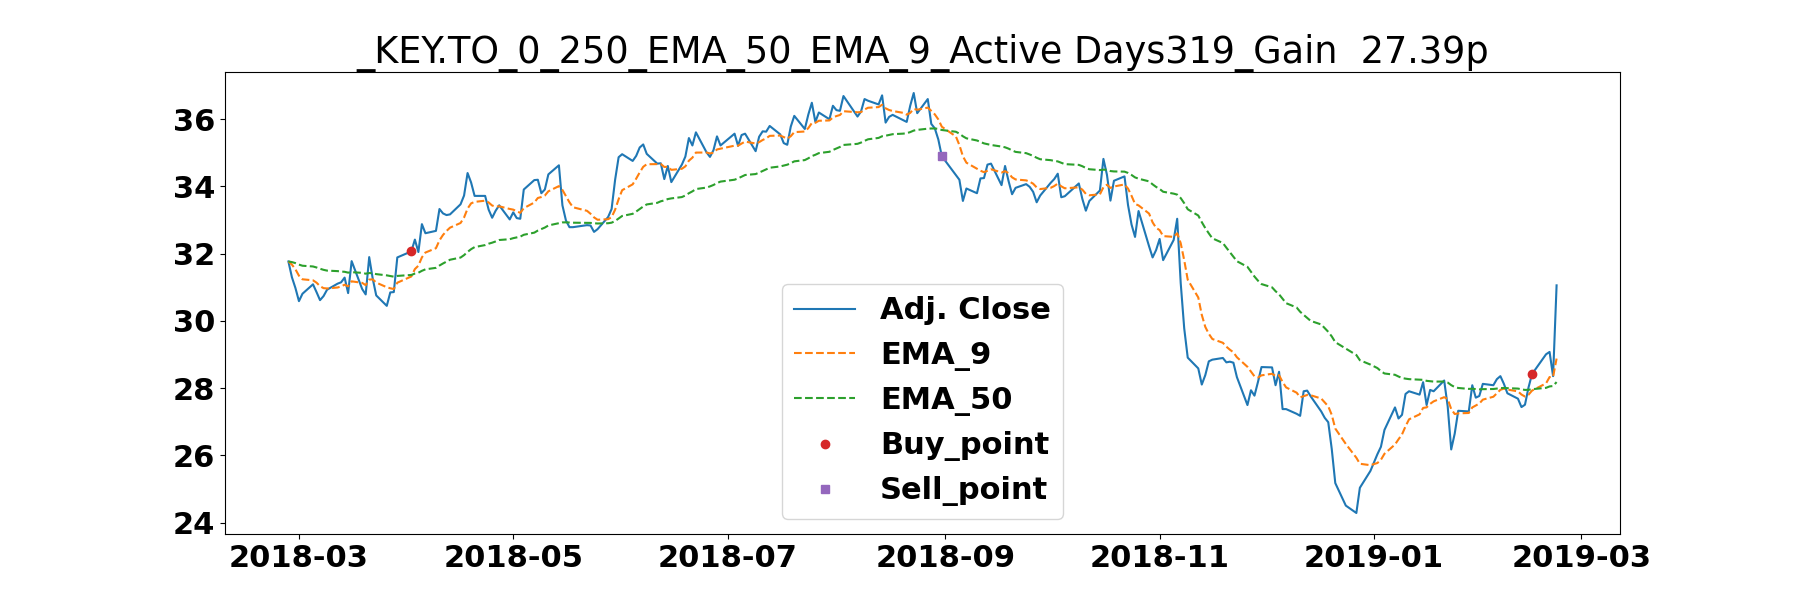 _KEY.TO_0_250_EMA_50_EMA_9_Active Days319_Gain  27.39p
36
34
32
30
28
26
24
Adj. Close
EMA_9
EMA_50
Buy_point
Sell_point
2018-03 2018-05 2018-07 2018-09 2018-11 2019-01 2019-03